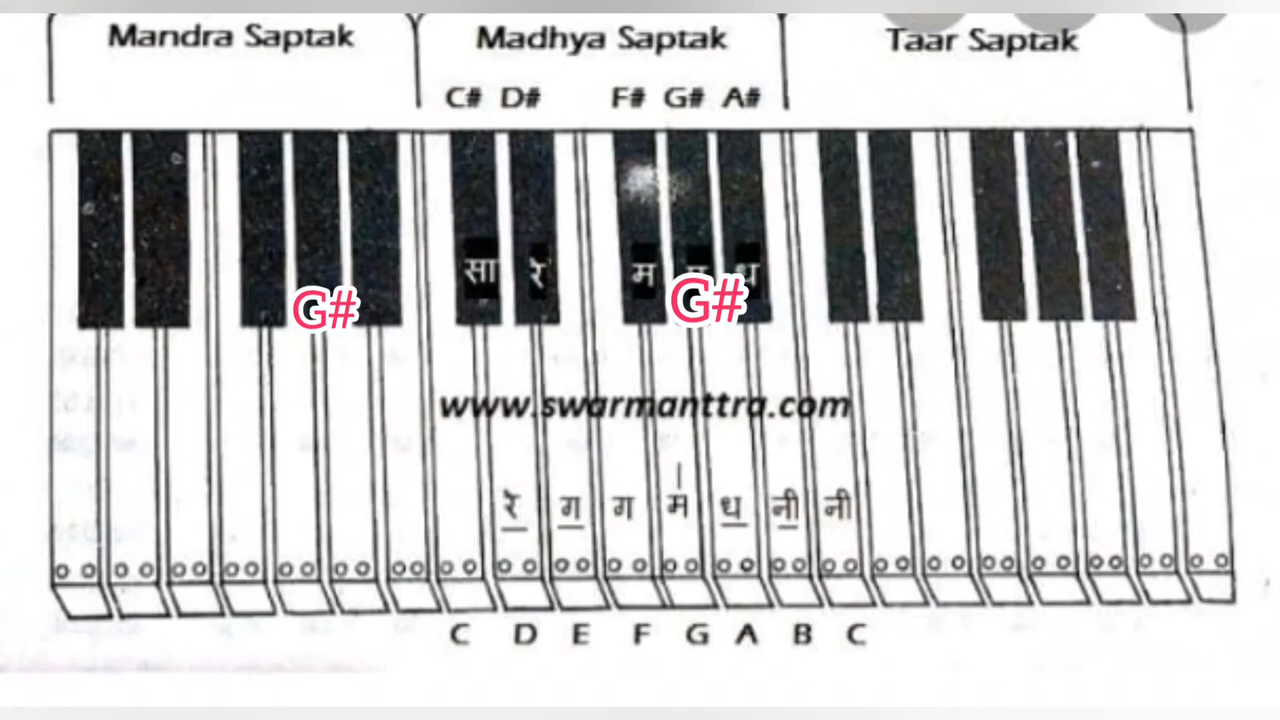 Mandra Saptak Madhya Saptak Taar Saptak
C# D# F# G# A#
सा रे म ध
G# G#
www.swarmanttra.com
रे॒ ग॒ ग म॑ ध॒ नी॒ नी
C D E F G A B C